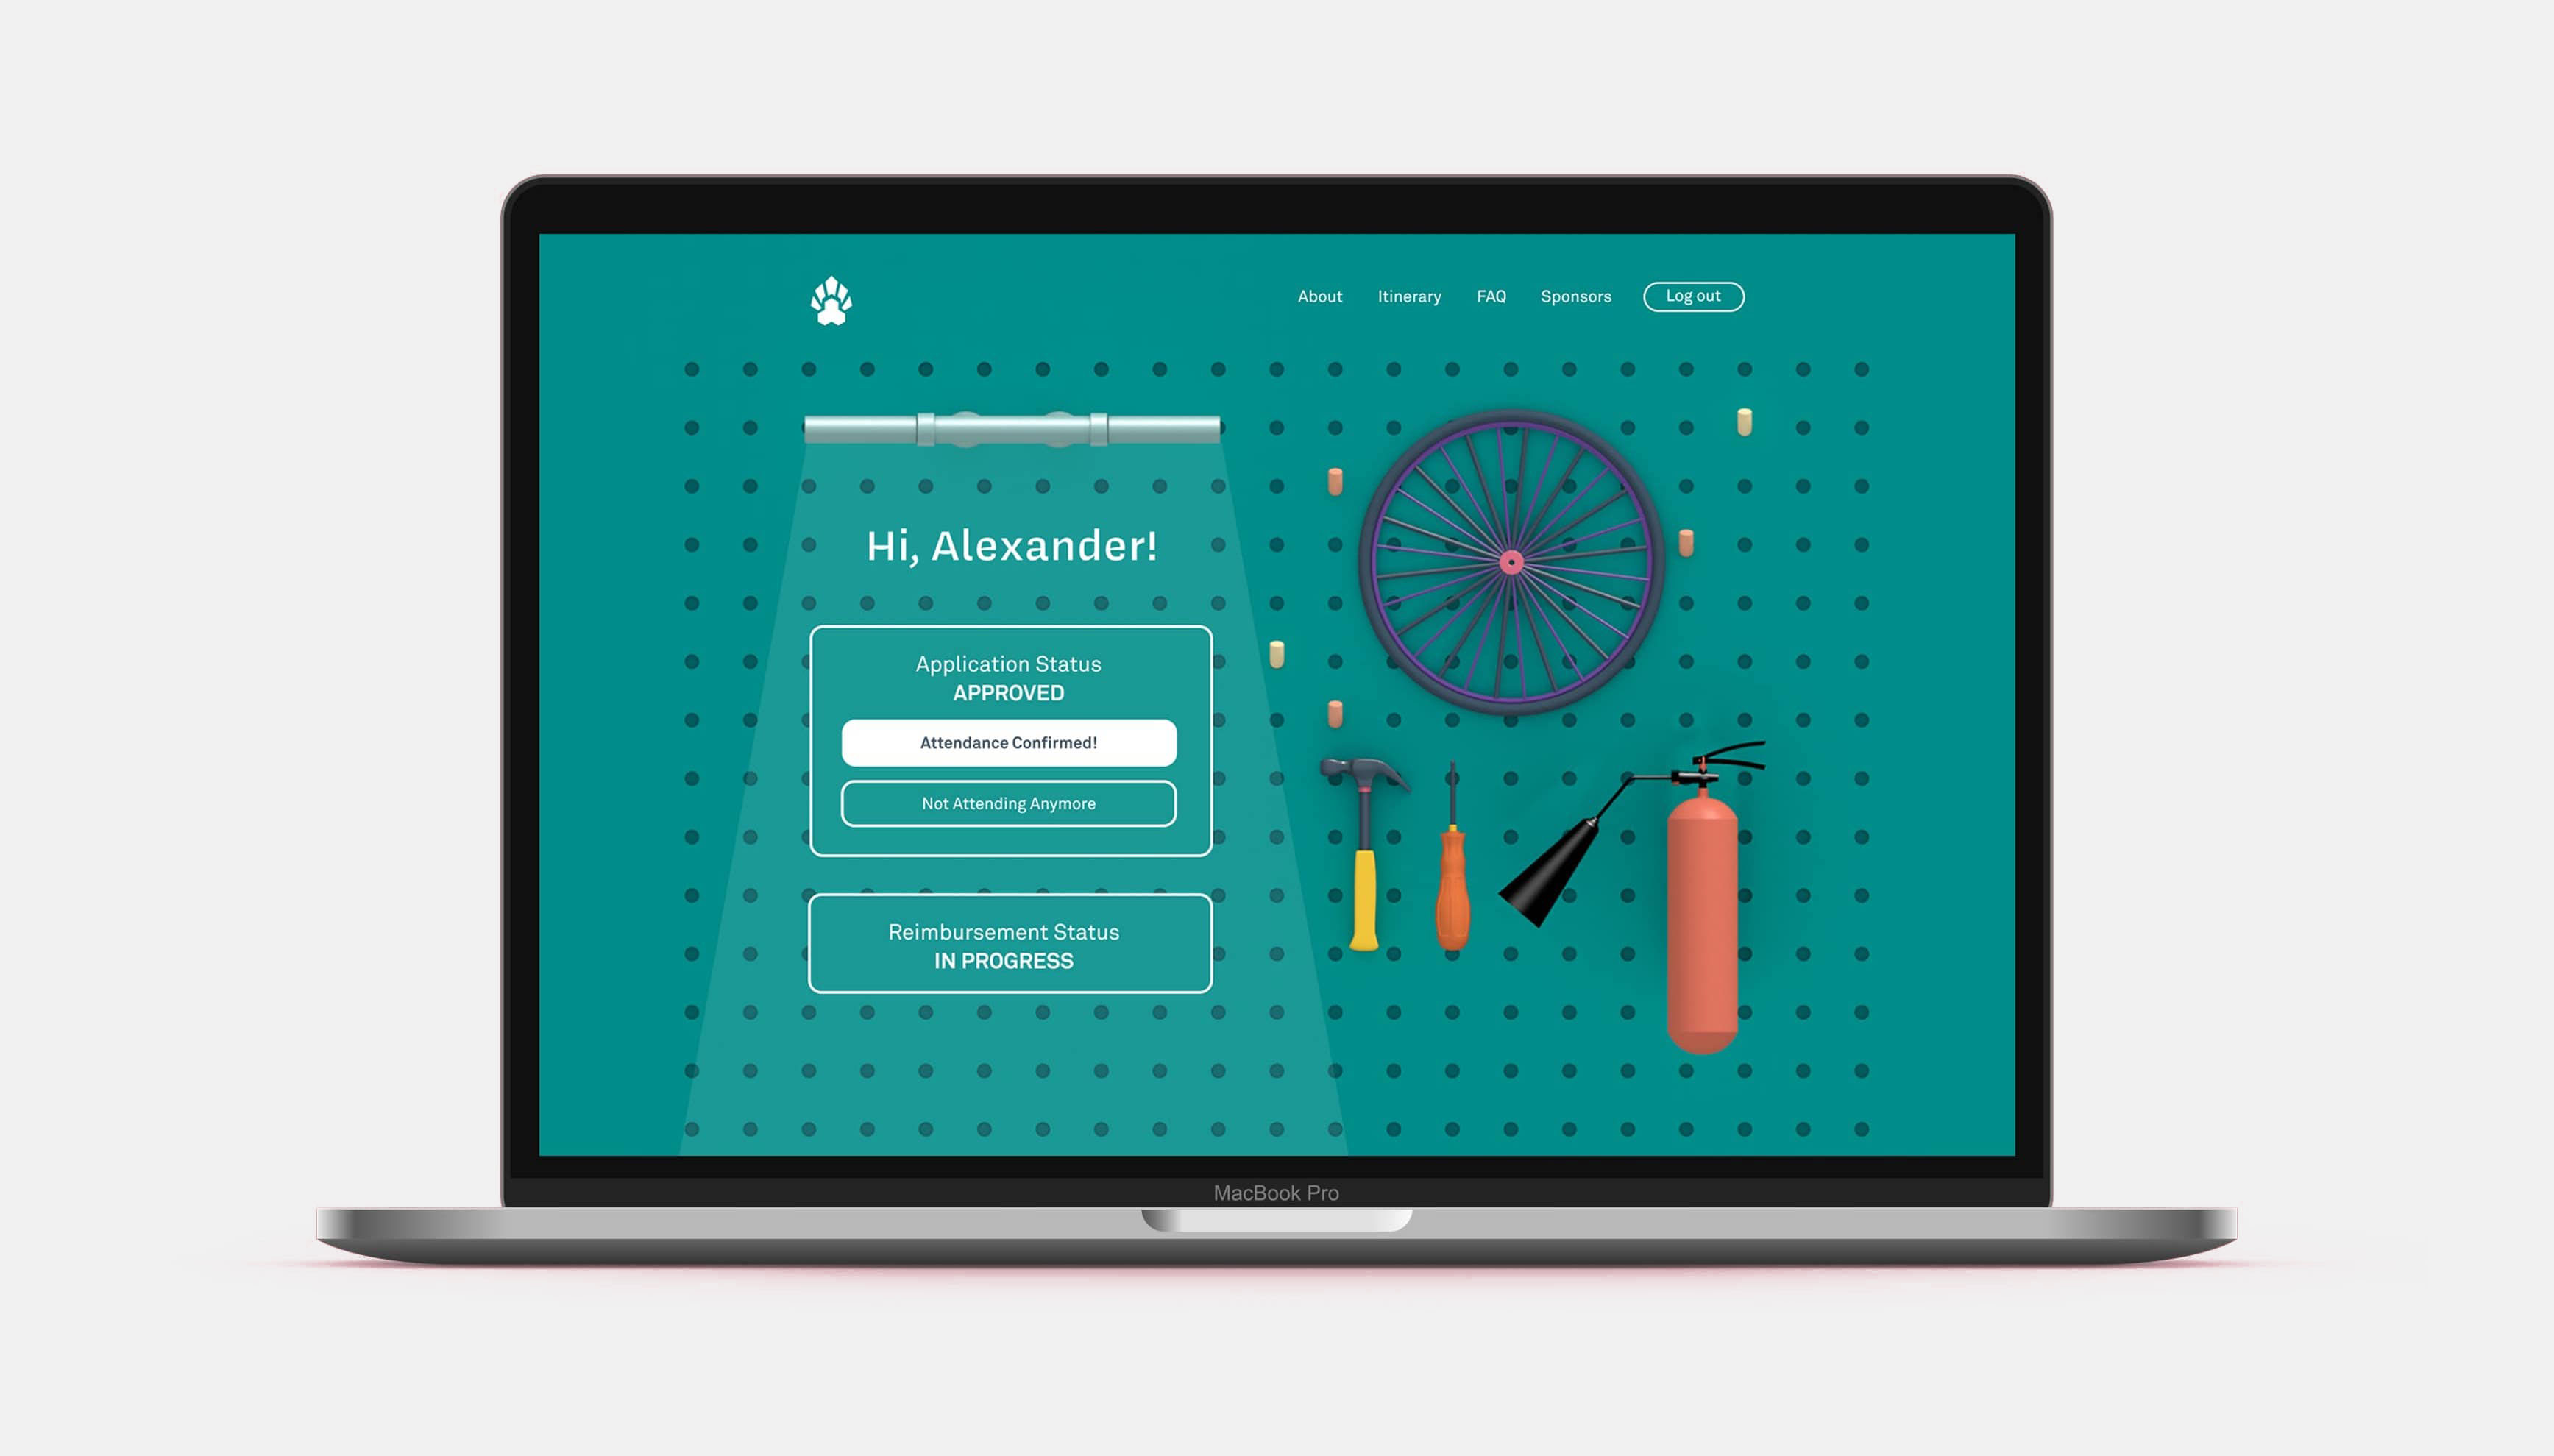 About
Itinerary
FAQ
Sponsors
Log out
Hi, Alexander!
Application Status
APPROVED
Attendance Confirmed!
Not Attending Anymore
Reimbursement Status
IN PROGRESS
MacBook Pro